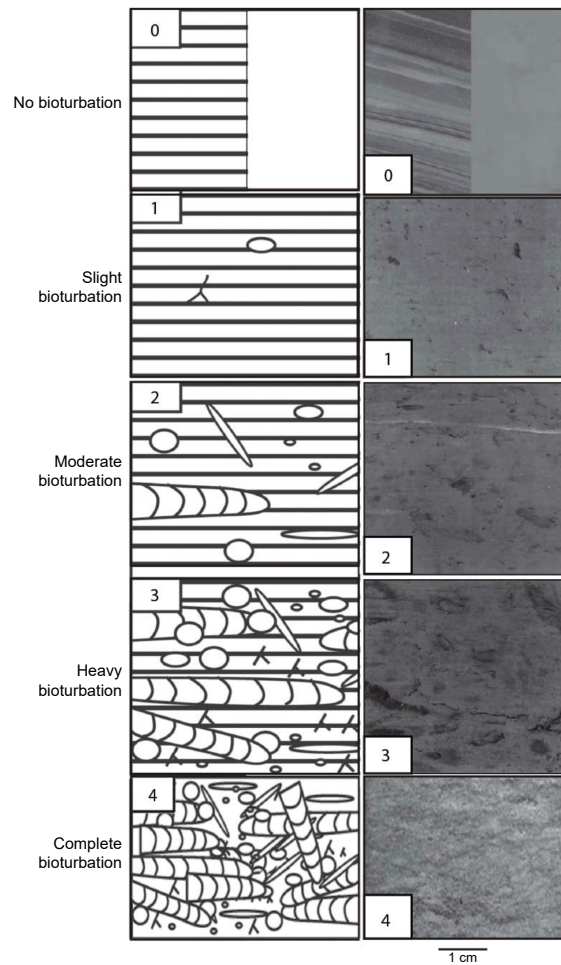 0
No bioturbation
0
1
Slight
bioturbation
1
2
Moderate
bioturbation
2
3
Heavy
bioturbation
3
4
Complete
bioturbation
4
1 cm